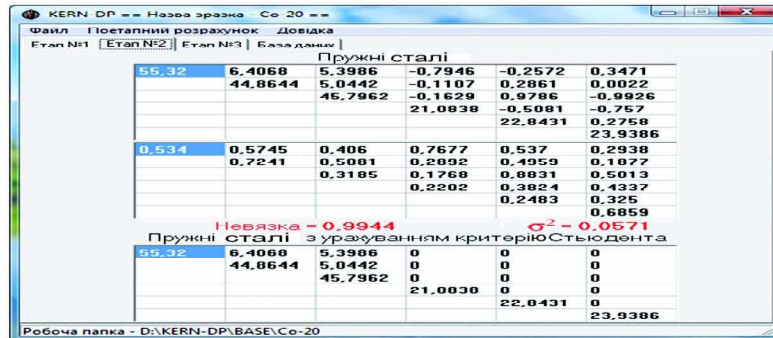 KERN-DP == Назва зразка - Co-20 ==
Файл Поетапний розрахунок Довідка
Етап №1 Етап №2 Етап №3 База даних
Пружні сталі
55,32 6,4068 5,3986 -0,7946 -0,2572 0,3471
44,8644 5,0442 -0,1107 0,2861 0,0022
45,7962 -0,1629 0,9786 -0,9926
21,0838 -0,5081 -0,757
22,8431 0,2758
23,9386
0,534 0,5745 0,406 0,7677 0,537 0,2938
0,7241 0,5081 0,2892 0,4959 0,1877
0,3185 0,1768 0,8831 0,5013
0,2202 0,3824 0,4337
0,2483 0,325
0,6859
Невязка = 0,9944 σ² = 0,0571
Пружні сталі з урахуванням критерію Стьюдента
55,32 6,4068 5,3986 0 0 0
44,8644 5,0442 0 0 0
45,7962 0 0 0
21,0838 0 0
22,8431 0
23,9386
Робоча папка - D:\KERN-DP\BASE\Co-20